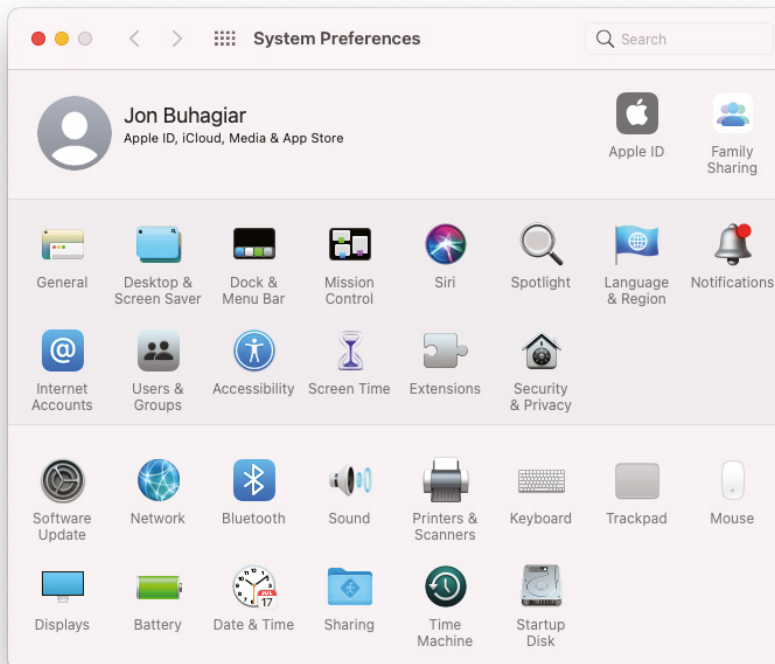 System Preferences
Search
Jon Buhagiar
Apple ID, iCloud, Media & App Store
Apple ID
Family
Sharing
General
Desktop &
Screen Saver
Dock &
Menu Bar
Mission
Control
Siri
Spotlight
Language
& Region
Notifications
Internet
Accounts
Users &
Groups
Accessibility
Screen Time
Extensions
Security
& Privacy
Software
Update
Network
Bluetooth
Sound
Printers &
Scanners
Keyboard
Trackpad
Mouse
Displays
Battery
JUL
17
Date & Time
Sharing
Time
Machine
Startup
Disk